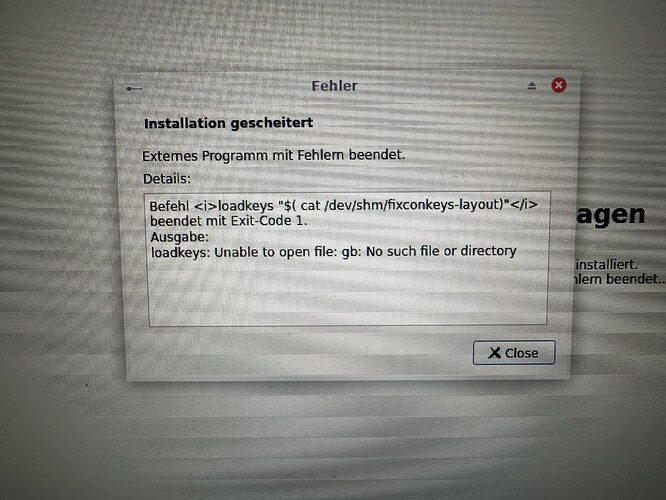 Fehler
Installation gescheitert
Externes Programm mit Fehlern beendet.
Details:
Befehl <i>loadkeys "$( cat /dev/shm/fixconkeys-layout)"</i>
beendet mit Exit-Code 1.
Ausgabe:
loadkeys: Unable to open file: gb: No such file or directory
agen
installiert.
hlern beendet..
Close